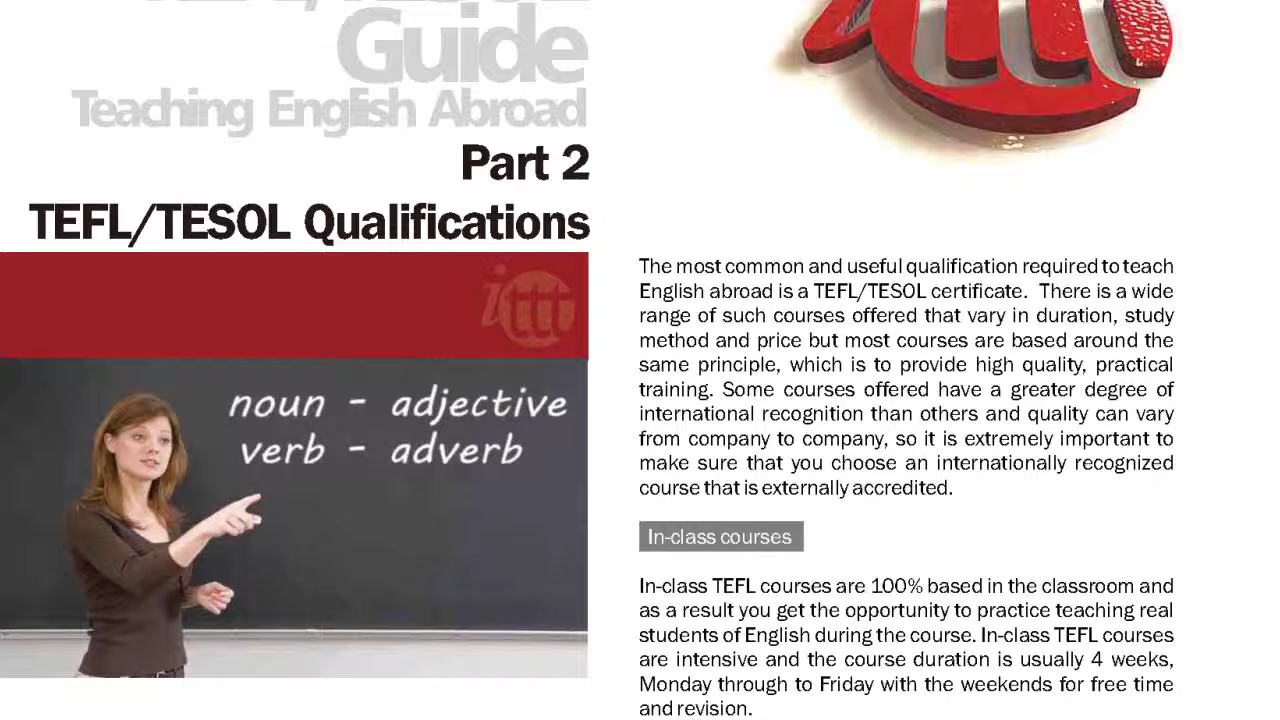 Guide
Teaching English Abroad
Part 2
TEFL/TESOL Qualifications
noun - adjective
verb - adverb
The most common and useful qualification required to teach
English abroad is a TEFL/TESOL certificate. There is a wide
range of such courses offered that vary in duration, study
method and price but most courses are based around the
same principle, which is to provide high quality, practical
training. Some courses offered have a greater degree of
international recognition than others and quality can vary
from company to company, so it is extremely important to
make sure that you choose an internationally recognized
course that is externally accredited.
In-class courses
In-class TEFL courses are 100% based in the classroom and
as a result you get the opportunity to practice teaching real
students of English during the course. In-class TEFL courses
are intensive and the course duration is usually 4 weeks,
Monday through to Friday with the weekends for free time
and revision.